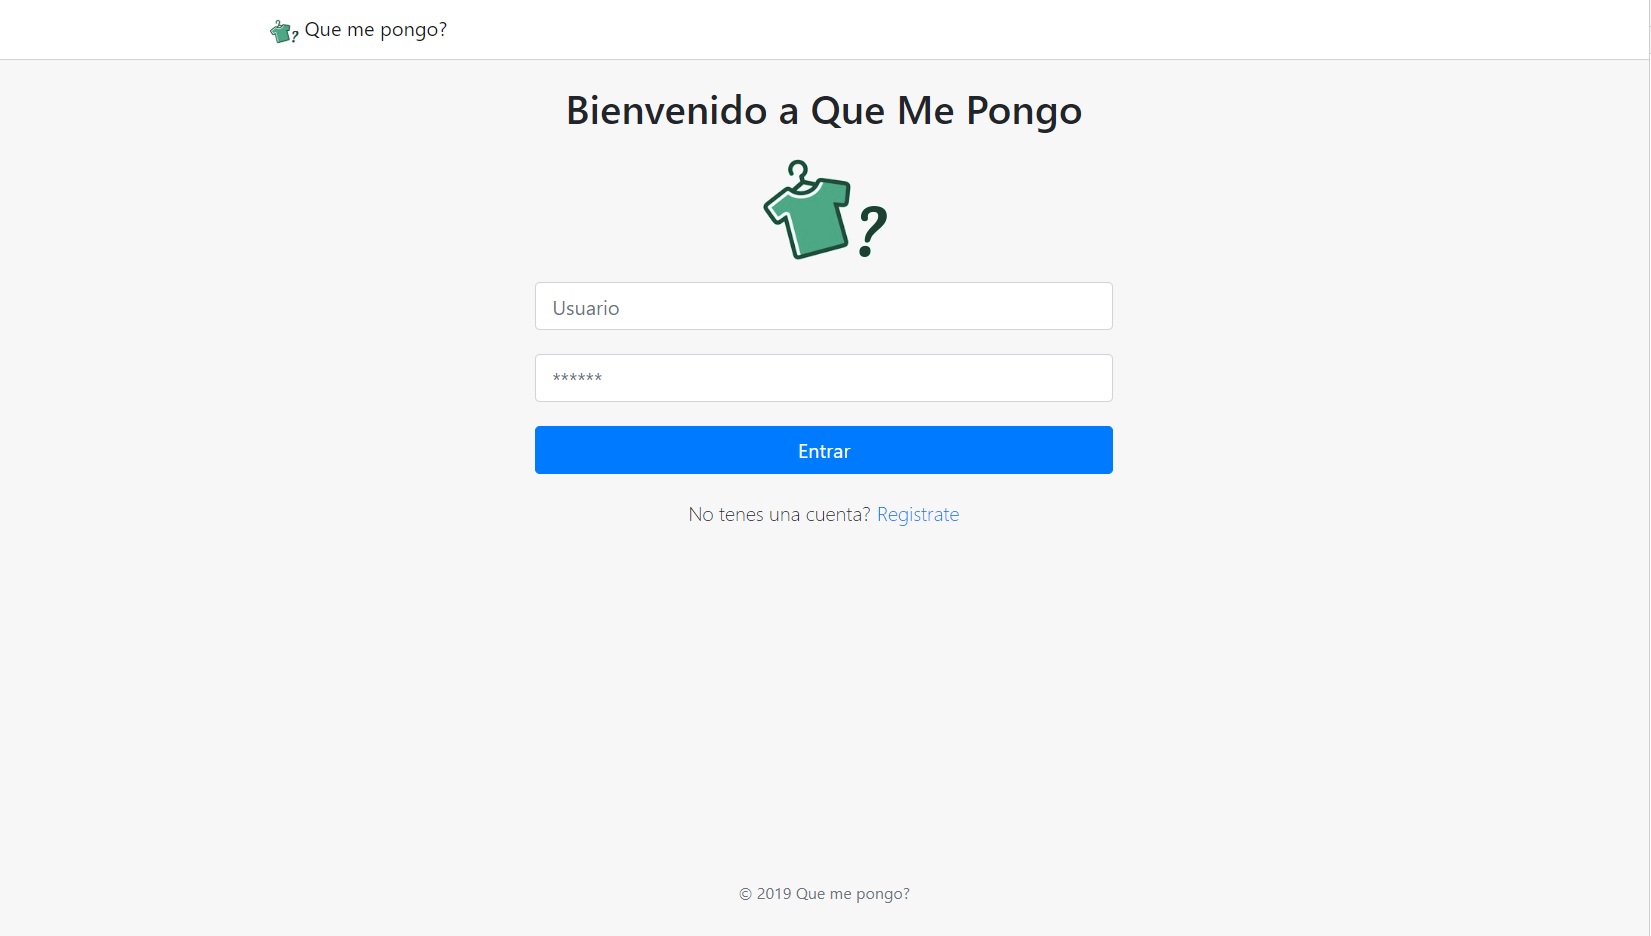 Que me pongo?
Bienvenido a Que Me Pongo
?
Usuario
******
Entrar
No tenes una cuenta? Registrate
© 2019 Que me pongo?